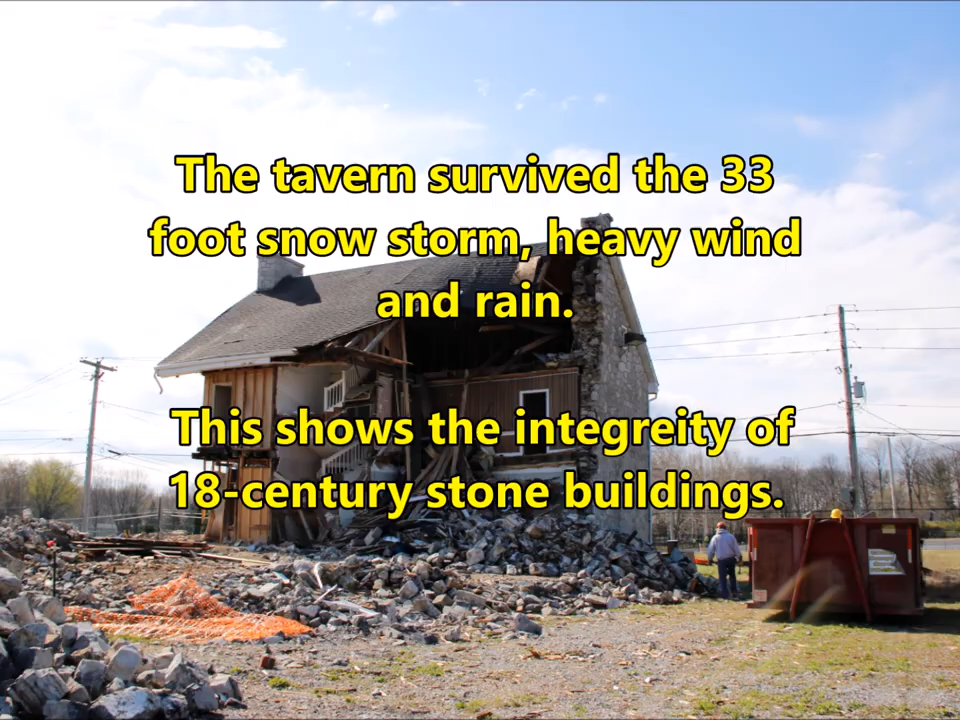 The tavern survived the 33
foot snow storm, heavy wind
and rain.
This shows the integreity of
18-century stone buildings.